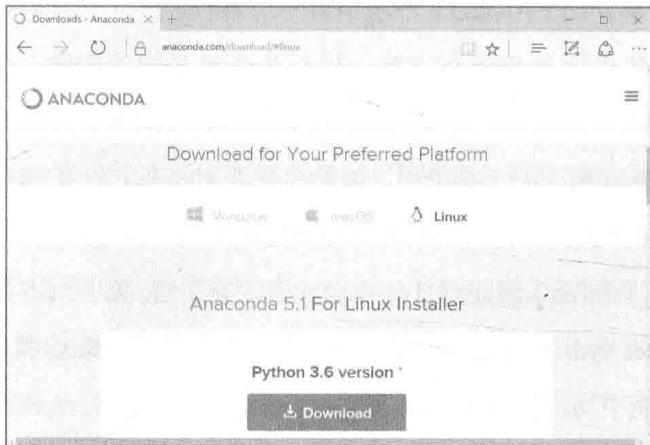 Downloads - Anaconda
anaconda.com/download/#linux
ANACONDA
Download for Your Preferred Platform
Windows macOS Linux
Anaconda 5.1 For Linux Installer
Python 3.6 version *
Download